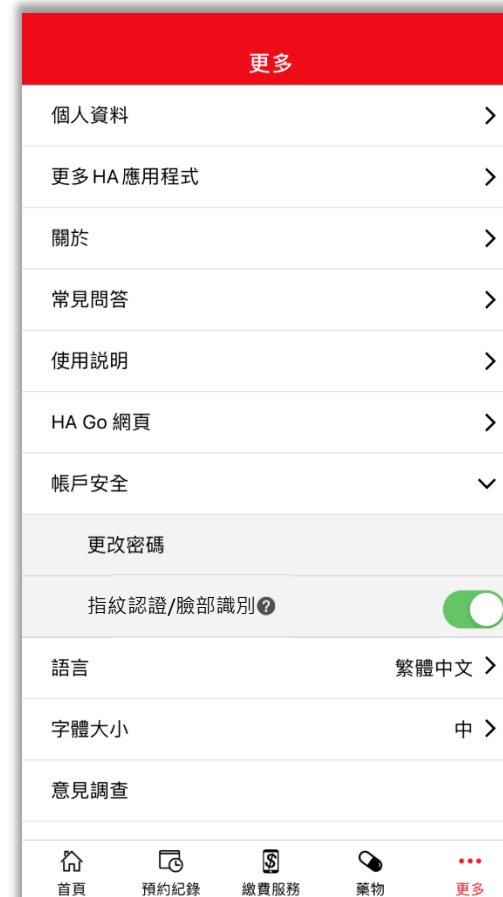 更多
個人資料
更多HA應用程式
關於
常見問答
使用説明
HA Go 網頁
帳戶安全
更改密碼
指紋認證/臉部識別?
語言 繁體中文
字體大小 中
意見調查
首頁 預約紀錄 繳費服務 藥物 更多